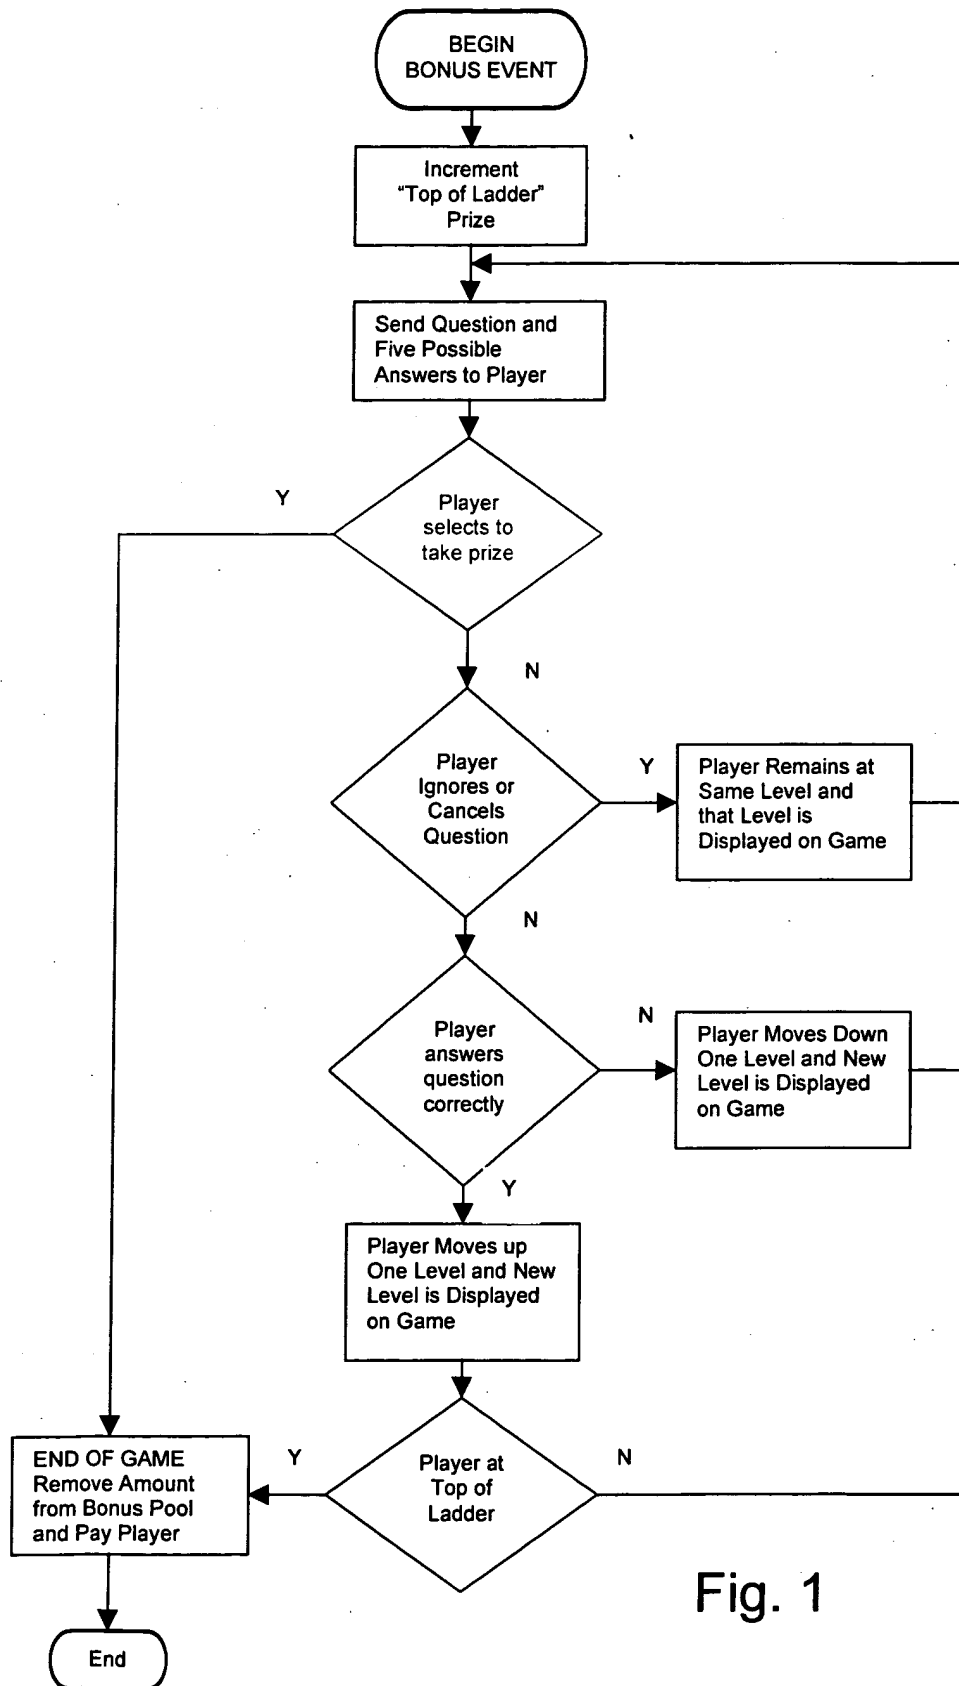 BEGIN
BONUS EVENT
Increment
“Top of Ladder”
Prize
Send Question and
Five Possible
Answers to Player
Y
Player
selects to
take prize
N
Player
Ignores or
Cancels
Question
Y
Player Remains at
Same Level and
that Level is
Displayed on Game
N
Player
answers
question
correctly
N
Player Moves Down
One Level and New
Level is Displayed
on Game
Y
Player Moves up
One Level and New
Level is Displayed
on Game
END OF GAME
Remove Amount
from Bonus Pool
and Pay Player
Y
Player at
Top of
Ladder
N
End
Fig. 1